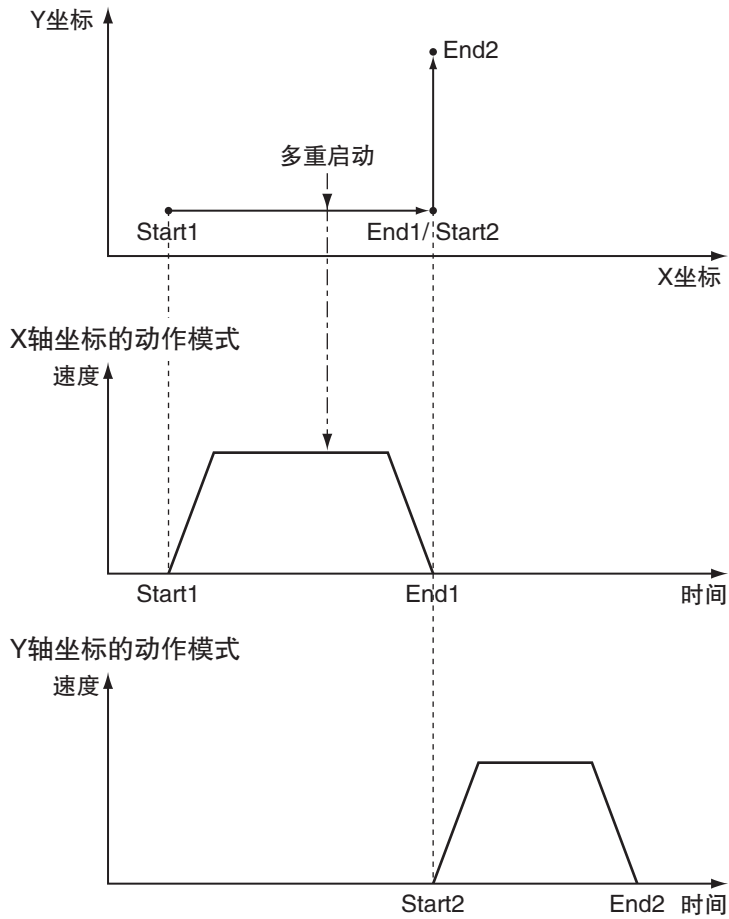 Y坐标
End2
多重启动
Start1
End1/ Start2
X坐标
X轴坐标的动作模式
速度
Start1
End1
时间
Y轴坐标的动作模式
速度
Start2
End2
时间